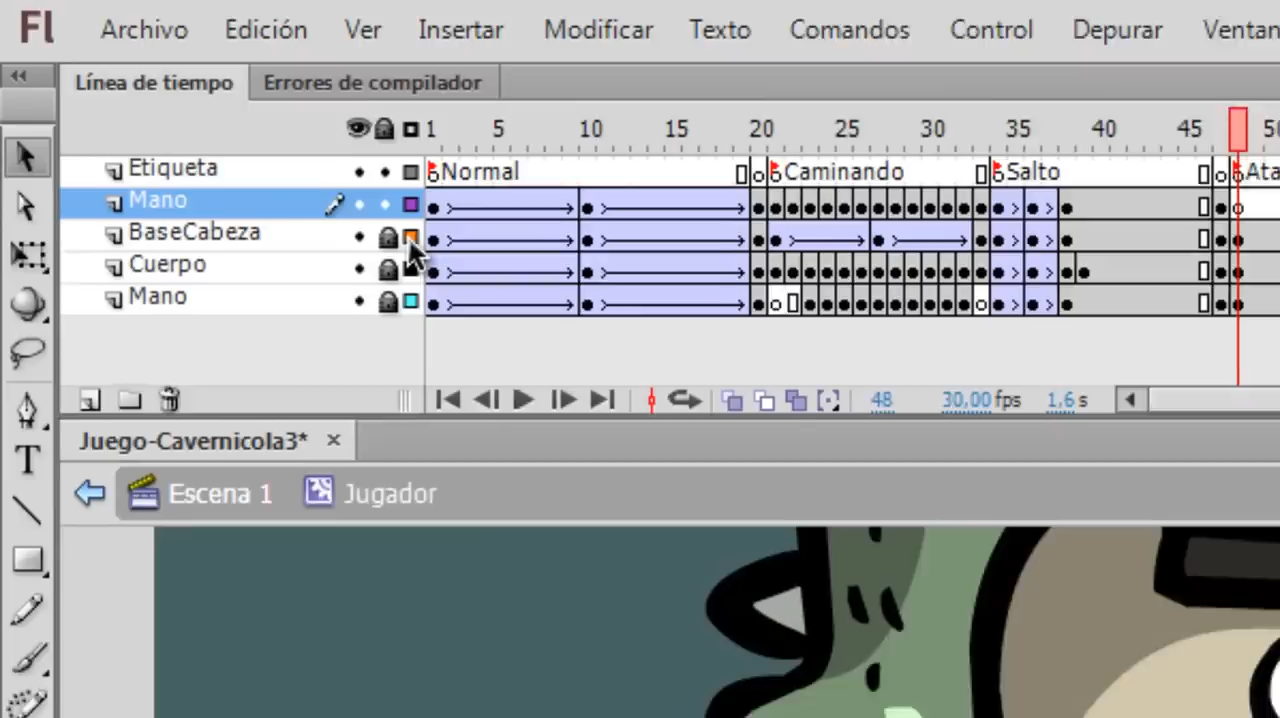 Fl Archivo Edición Ver Insertar Modificar Texto Comandos Control Depurar Ventan
Línea de tiempo Errores de compilador
1 5 10 15 20 25 30 35 40 45 50
Etiqueta Normal Caminando Salto Ata
Mano
BaseCabeza
Cuerpo
Mano
48 30,00 fps 1,6 s
Juego-Cavernicola3*
Escena 1 Jugador
T